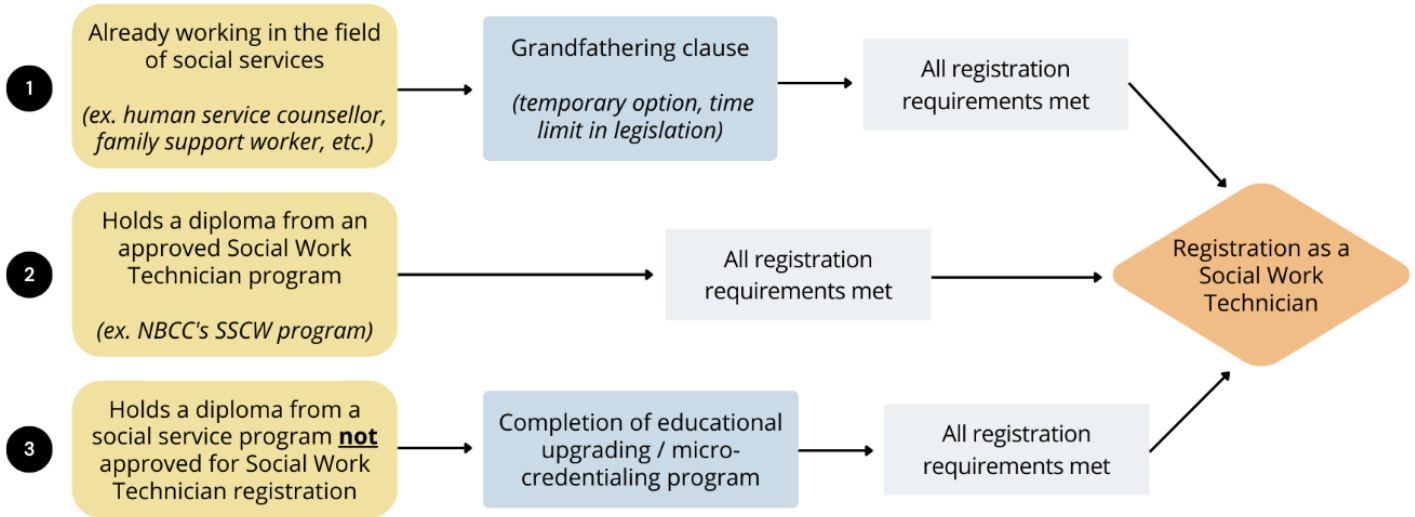 1
Already working in the field
of social services
(ex. human service counsellor,
family support worker, etc.)
Grandfathering clause
(temporary option, time
limit in legislation)
All registration
requirements met
2
Holds a diploma from an
approved Social Work
Technician program
(ex. NBCC's SSCW program)
All registration
requirements met
Registration as a
Social Work
Technician
3
Holds a diploma from a
social service program not
approved for Social Work
Technician registration
Completion of educational
upgrading / micro-
credentialing program
All registration
requirements met